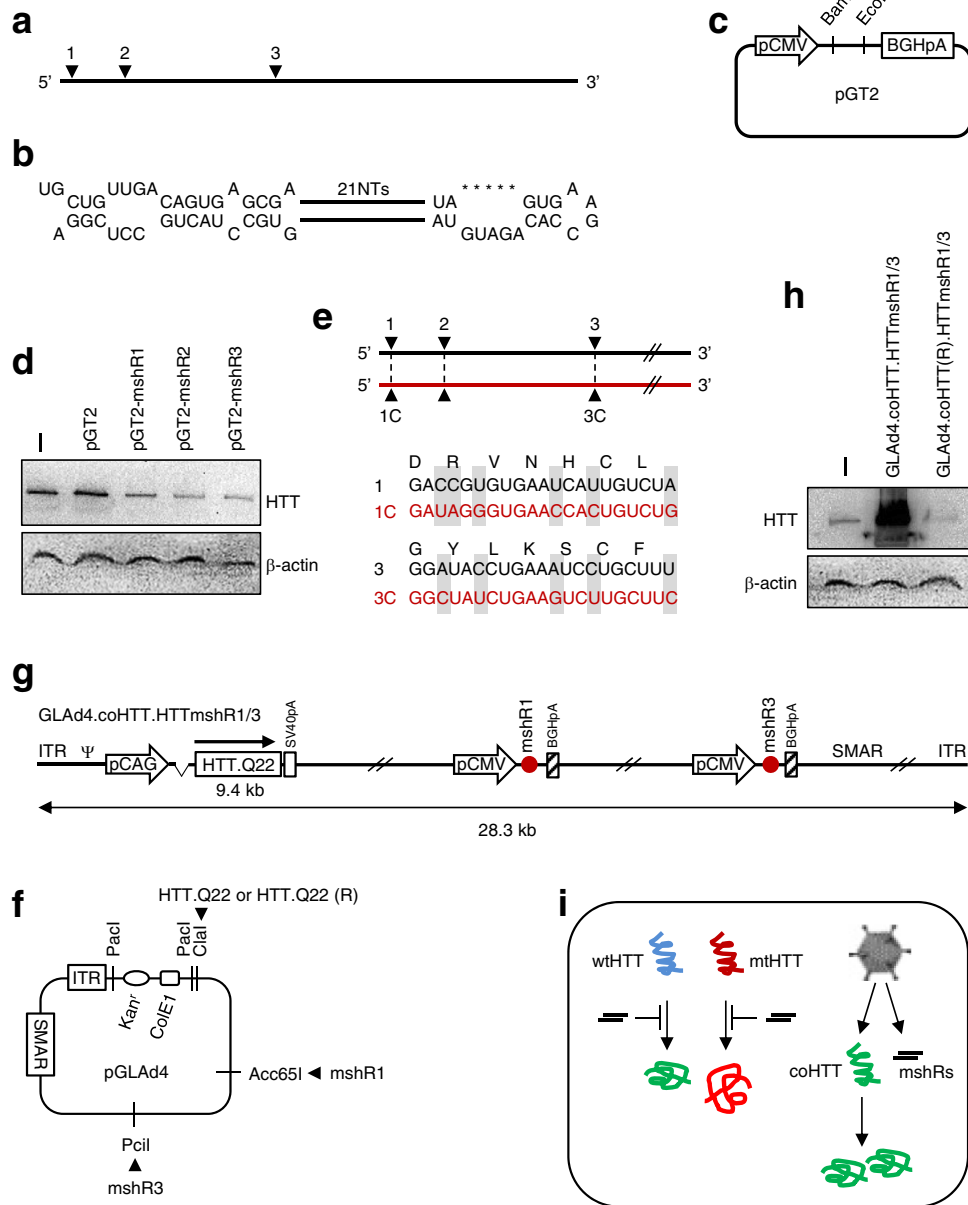 a
1 2 3
5' 3'
b
UG UUGA A A 21NTs * * * * * A
CUG CAGUG AGCG UA GUG A
GGC GUCAU CGU AU CAC G
A UCC C G GUAGA C
c
pCMV BGHpA
pGT2
d
– pGT2 pGT2-mshR1 pGT2-mshR2 pGT2-mshR3
HTT
β-actin
e
1 2 3
5' 3'
5' 3'
1C 3C
D R V N H C L
1 GACCGUGUGAAUCAUUGUCUA
1C GAUAGGGUGAACCACUGUCUG
G Y L K S C F
3 GGAUACCUGAAAUCCUGCUUU
3C GGCUAUCUGAAGUCUUGCUUC
h
– GLAd4.coHTT.HTTmshR1/3 GLAd4.coHTT(R).HTTmshR1/3
HTT
β-actin
g
GLAd4.coHTT.HTTmshR1/3
ITR Ψ pCAG HTT.Q22 SV40pA pCMV mshR1 BGHpA pCMV mshR3 BGHpA SMAR ITR
9.4 kb
28.3 kb
f
HTT.Q22 or HTT.Q22 (R)
PacI PacI ClaI
ITR Kanr ColE1
SMAR
pGLAd4
Acc65I mshR1
PciI
mshR3
i
wtHTT mtHTT
coHTT mshRs